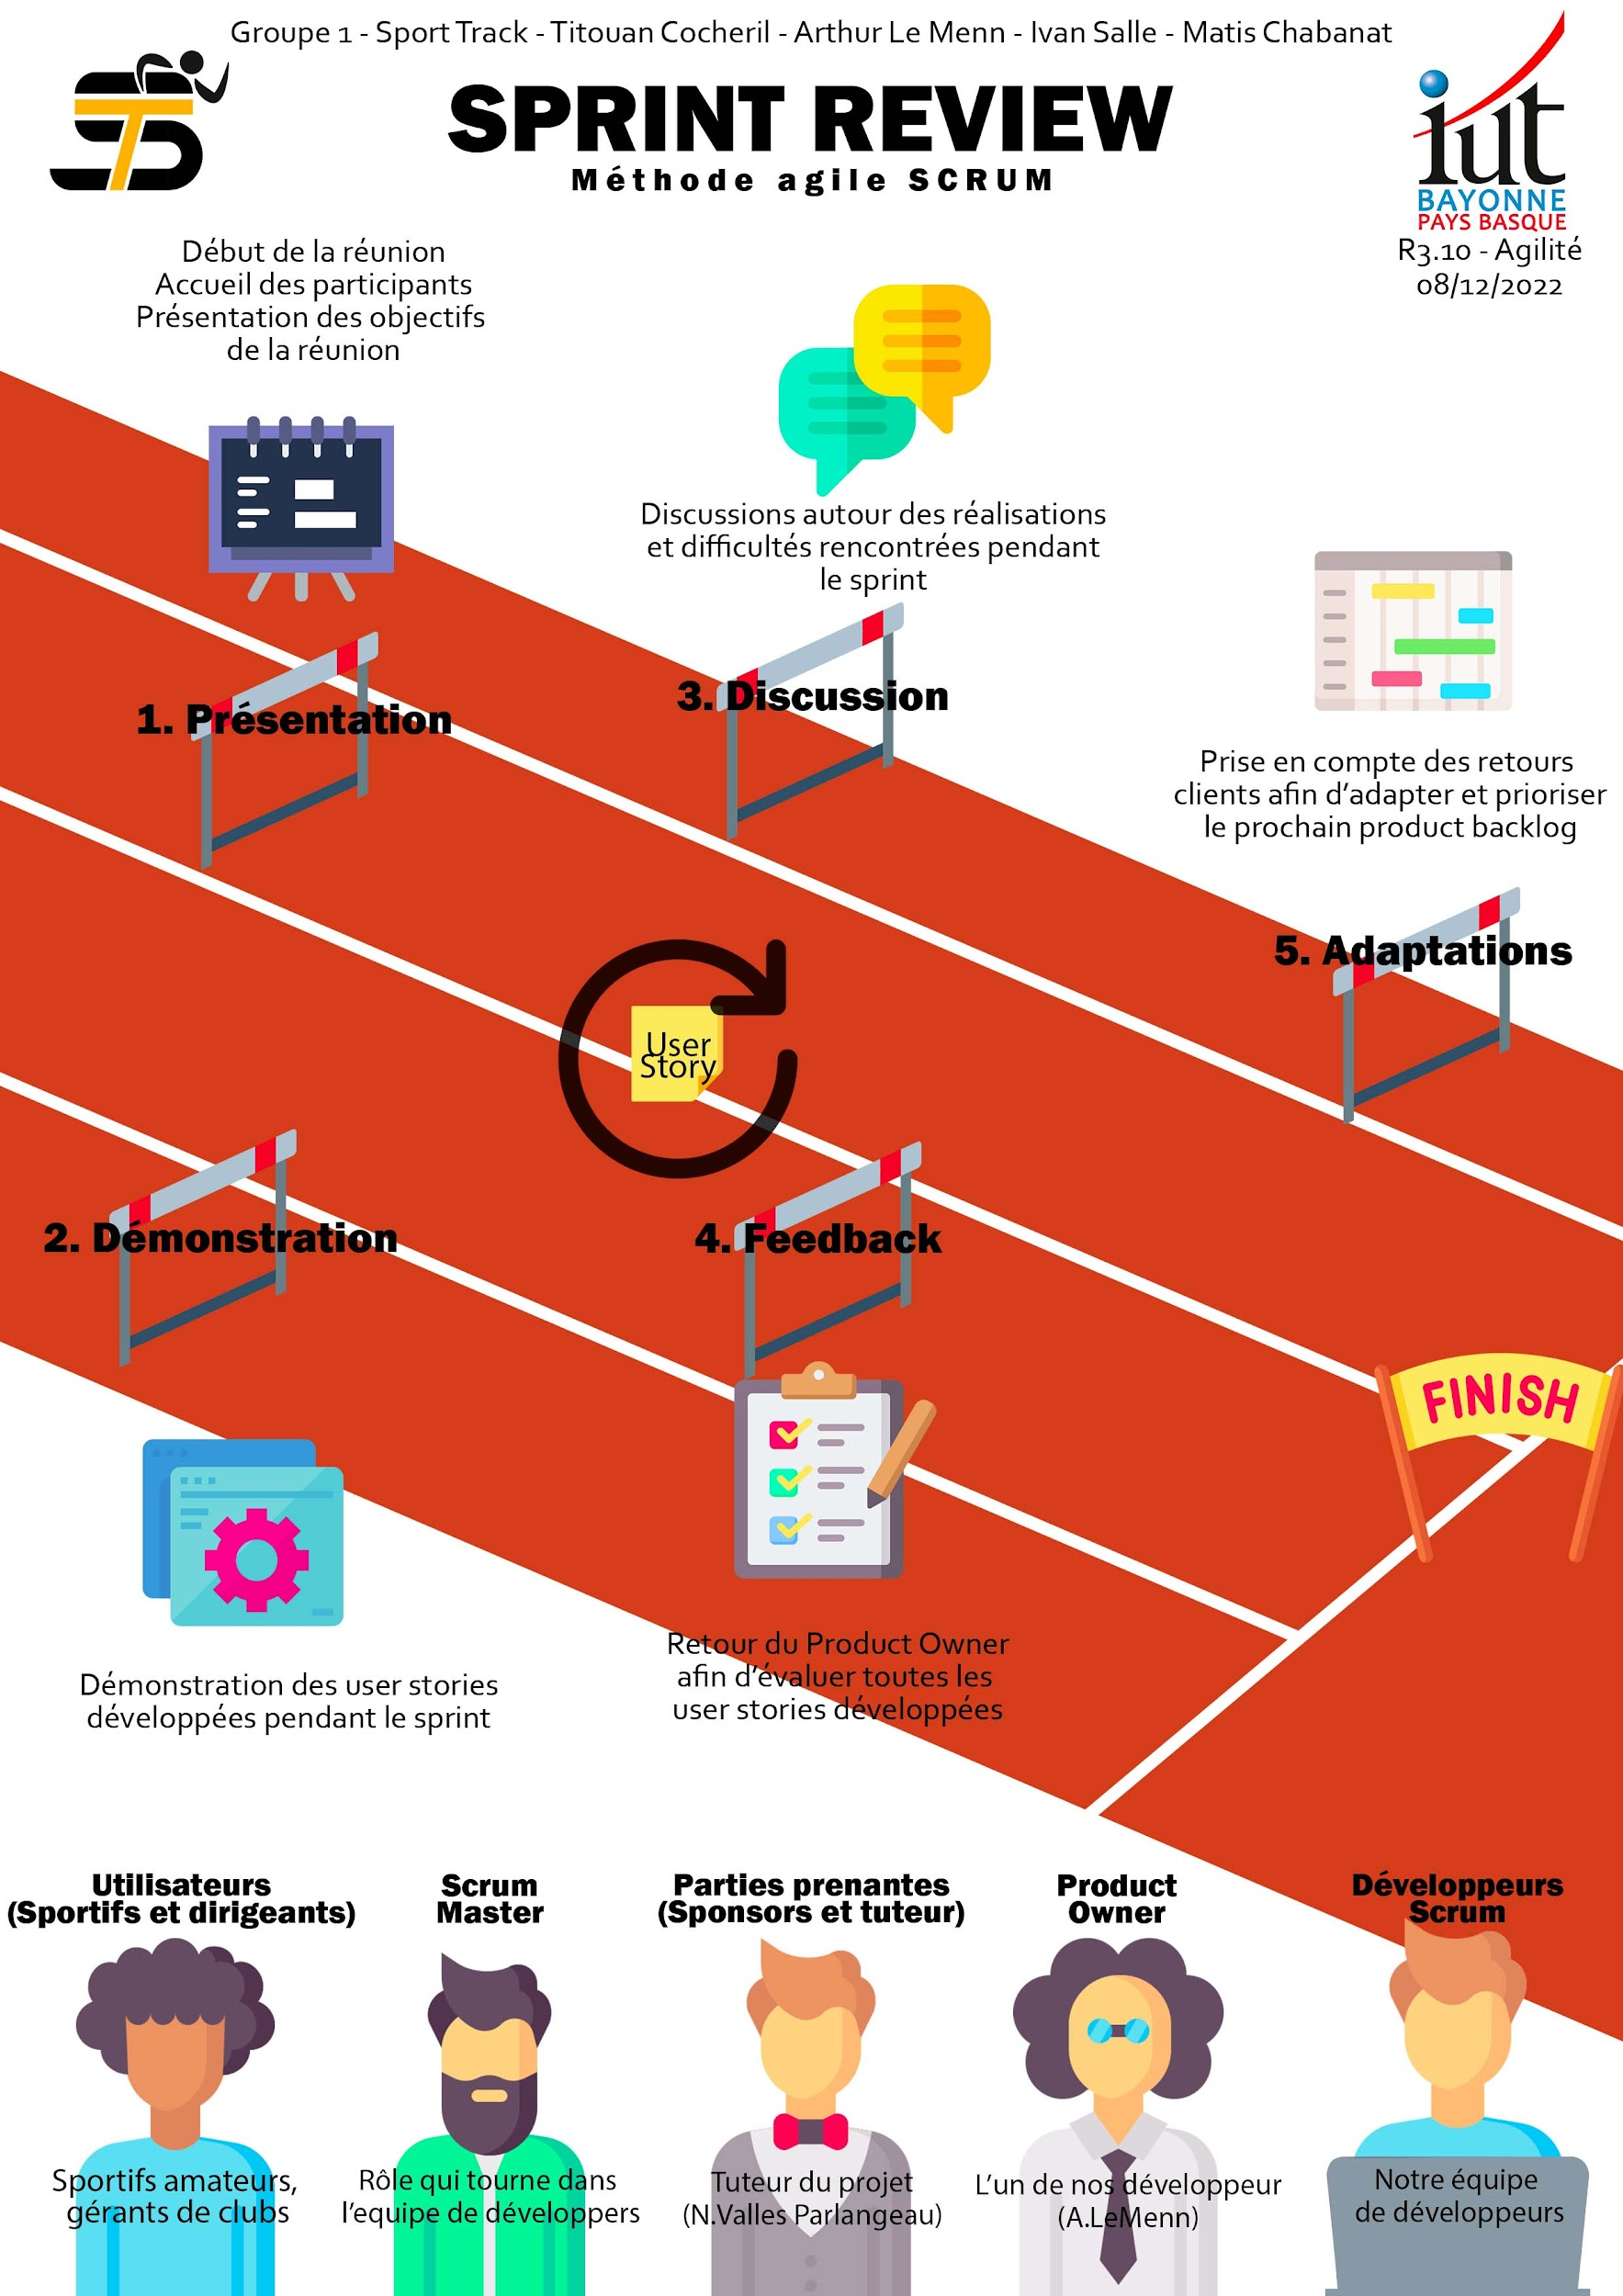 Groupe 1 - Sport Track - Titouan Cocheril - Arthur Le Menn - Ivan Salle - Matis Chabanat
SPRINT REVIEW
Méthode agile SCRUM
iut
BAYONNE
PAYS BASQUE
R3.10 - Agilité
08/12/2022
Début de la réunion
Accueil des participants
Présentation des objectifs
de la réunion
1. Présentation
Discussions autour des réalisations
et difficultés rencontrées pendant
le sprint
3. Discussion
Prise en compte des retours
clients afin d'adapter et prioriser
le prochain product backlog
5. Adaptations
User
Story
2. Démonstration
4. Feedback
FINISH
Démonstration des user stories
développées pendant le sprint
Retour du Product Owner
afin d'évaluer toutes les
user stories développées
Utilisateurs
(Sportifs et dirigeants)
Scrum
Master
Parties prenantes
(Sponsors et tuteur)
Product
Owner
Développeurs
Scrum
Sportifs amateurs,
gérants de clubs
Rôle qui tourne dans
l'equipe de développers
Tuteur du projet
(N.Valles Parlangeau)
L'un de nos développeur
(A.LeMenn)
Notre équipe
de développeurs